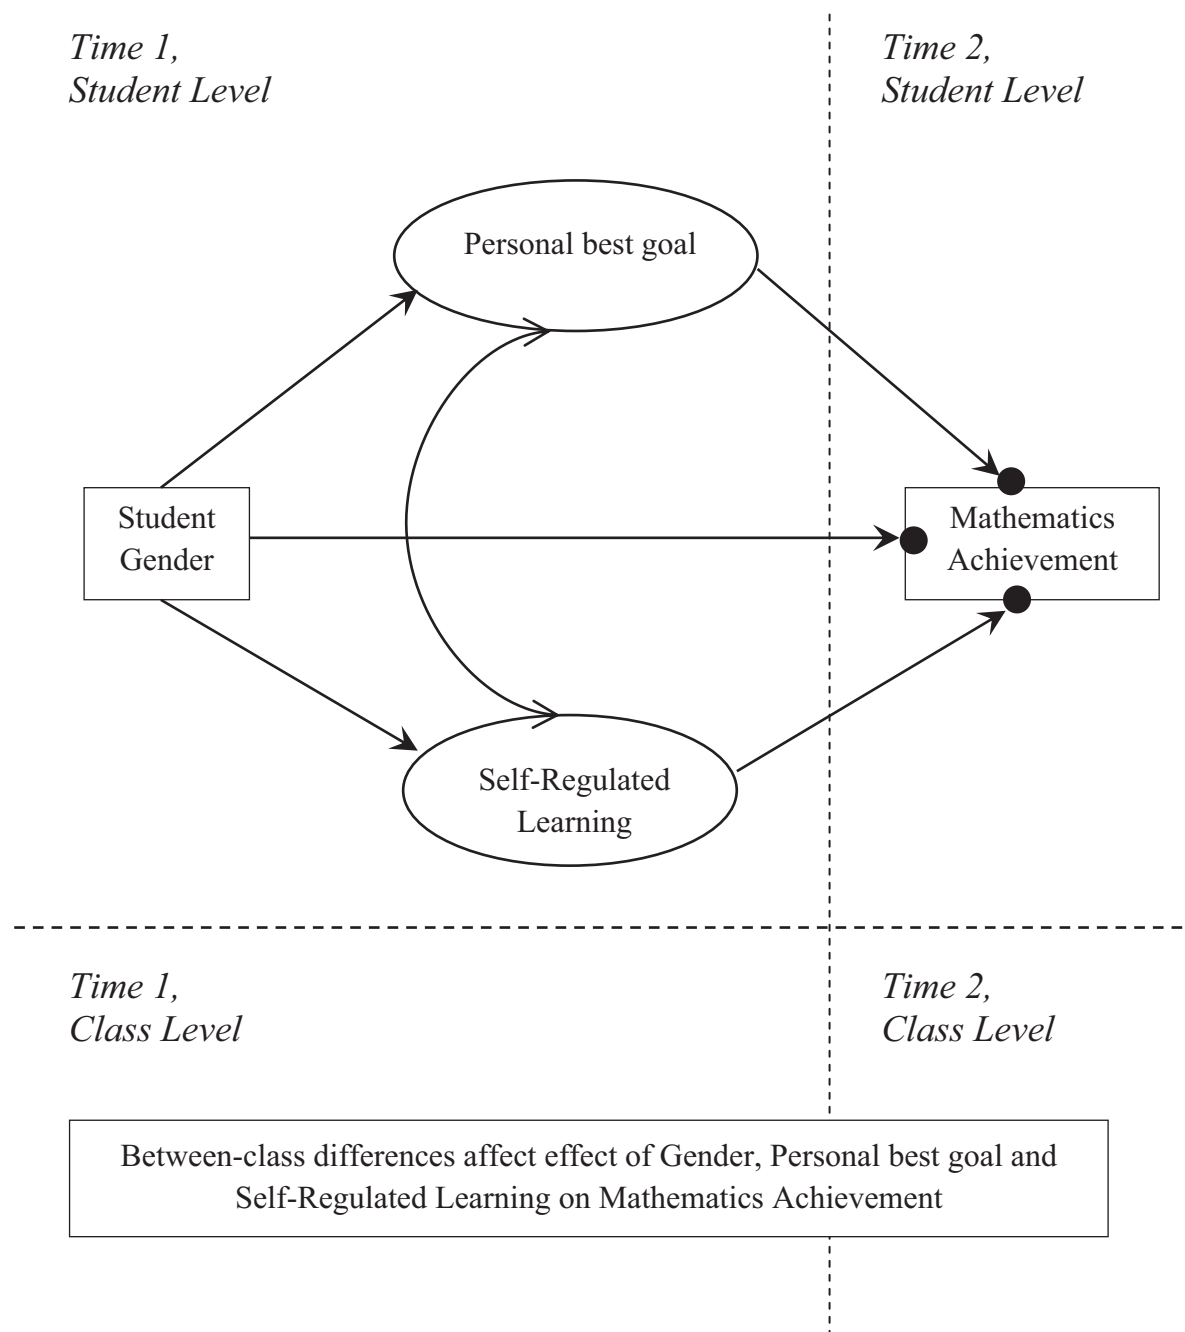 Time 1,
Student Level
Time 2,
Student Level
Personal best goal
Student
Gender
Mathematics
Achievement
Self-Regulated
Learning
Time 1,
Class Level
Time 2,
Class Level
Between-class differences affect effect of Gender, Personal best goal and
Self-Regulated Learning on Mathematics Achievement